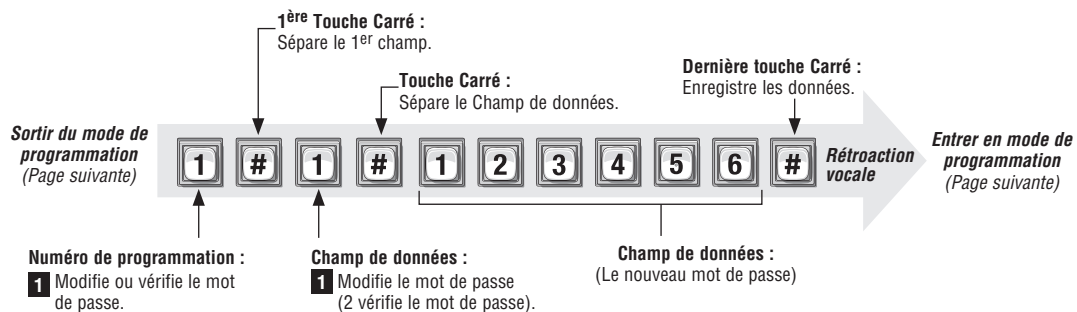 1ère Touche Carré :
Sépare le 1er champ.
Touche Carré :
Sépare le Champ de données.
Dernière touche Carré :
Enregistre les données.
Sortir du mode de
programmation
(Page suivante)
1 # 1 # 1 2 3 4 5 6 #
Rétroaction
vocale
Entrer en mode de
programmation
(Page suivante)
Numéro de programmation :
1 Modifie ou vérifie le mot
de passe.
Champ de données :
1 Modifie le mot de passe
(2 vérifie le mot de passe).
Champ de données :
(Le nouveau mot de passe)